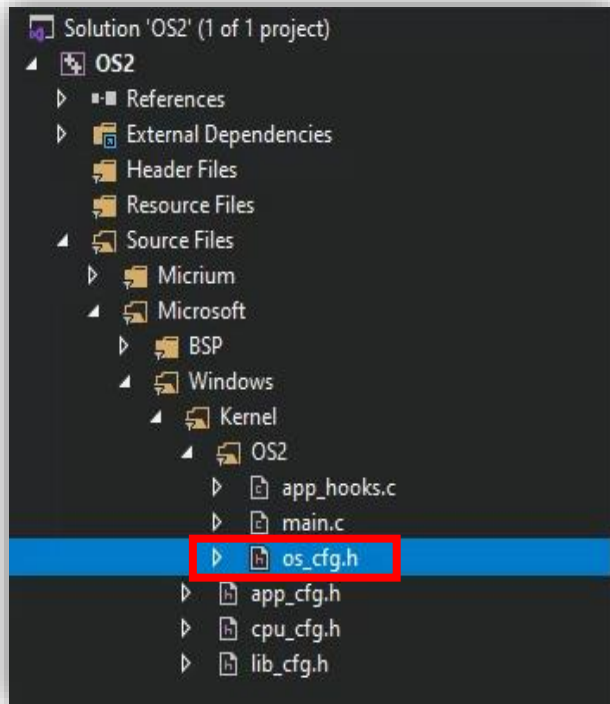 Solution 'OS2' (1 of 1 project)
OS2
References
External Dependencies
Header Files
Resource Files
Source Files
Micrium
Microsoft
BSP
Windows
Kernel
OS2
app_hooks.c
main.c
os_cfg.h
app_cfg.h
cpu_cfg.h
lib_cfg.h